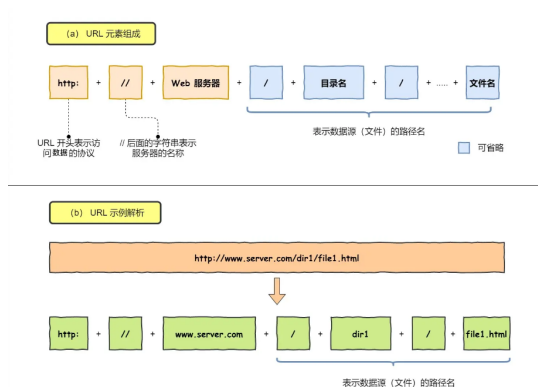 （a） URL 元素组成
http: + // + Web 服务器 + / + 目录名 + / + ..... + 文件名
表示数据源（文件）的路径名
URL 开头表示访
问数据的协议
// 后面的字符串表示
服务器的名称
可省略
（b） URL 示例解析
http://www.server.com/dir1/file1.html
http: + // + www.server.com + / + dir1 + / + file1.html
表示数据源（文件）的路径名